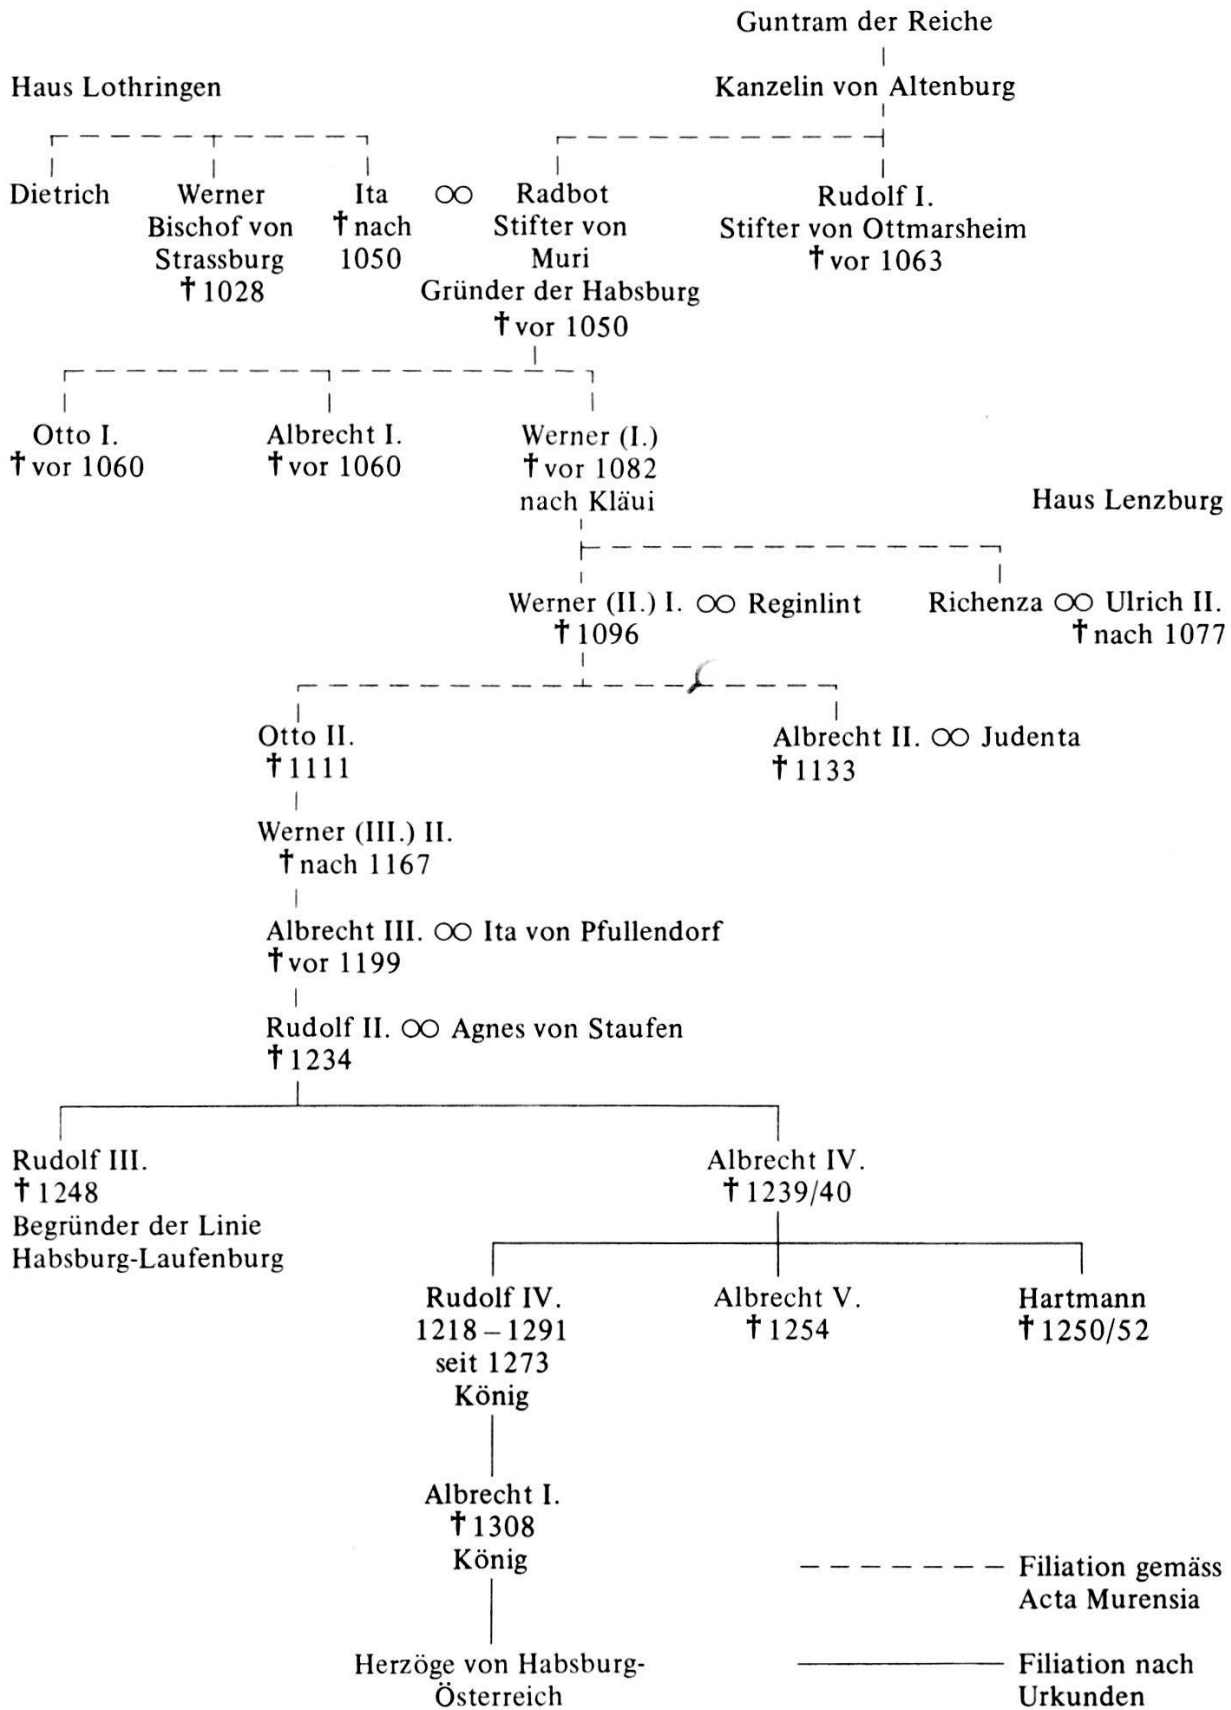 Guntram der Reiche
Haus Lothringen
Kanzelin von Altenburg
Dietrich
Werner
Bischof von
Strassburg
† 1028
Ita
† nach
1050
∞
Radbot
Stifter von
Muri
Gründer der Habsburg
† vor 1050
Rudolf I.
Stifter von Ottmarsheim
† vor 1063
Otto I.
† vor 1060
Albrecht I.
† vor 1060
Werner (I.)
† vor 1082
nach Kläui
Haus Lenzburg
Werner (II.) I. ∞ Reginlint
† 1096
Richenza ∞ Ulrich II.
† nach 1077
Otto II.
† 1111
Albrecht II. ∞ Judenta
† 1133
Werner (III.) II.
† nach 1167
Albrecht III. ∞ Ita von Pfullendorf
† vor 1199
Rudolf II. ∞ Agnes von Staufen
† 1234
Rudolf III.
† 1248
Begründer der Linie
Habsburg-Laufenburg
Albrecht IV.
† 1239/40
Rudolf IV.
1218 – 1291
seit 1273
König
Albrecht V.
† 1254
Hartmann
† 1250/52
Albrecht I.
† 1308
König
Herzöge von Habsburg-
Österreich
Filiation gemäss
Acta Murensia
Filiation nach
Urkunden